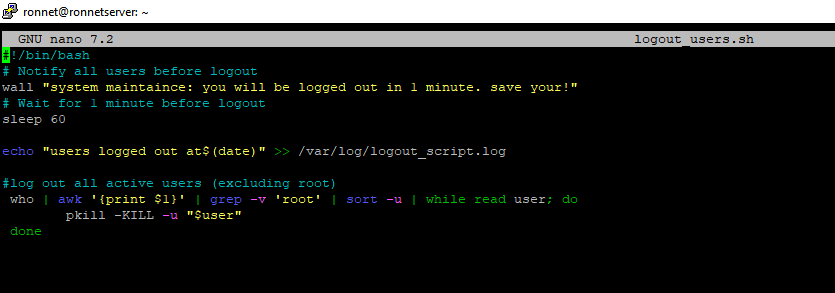 ronnet@ronnetserver: ~
GNU nano 7.2 logout_users.sh
#!/bin/bash
# Notify all users before logout
wall "system maintaince: you will be logged out in 1 minute. save your!"
# Wait for 1 minute before logout
sleep 60
echo "users logged out at$(date)" >> /var/log/logout_script.log
#log out all active users (excluding root)
who | awk '{print $1}' | grep -v 'root' | sort -u | while read user; do
pkill -KILL -u "$user"
done